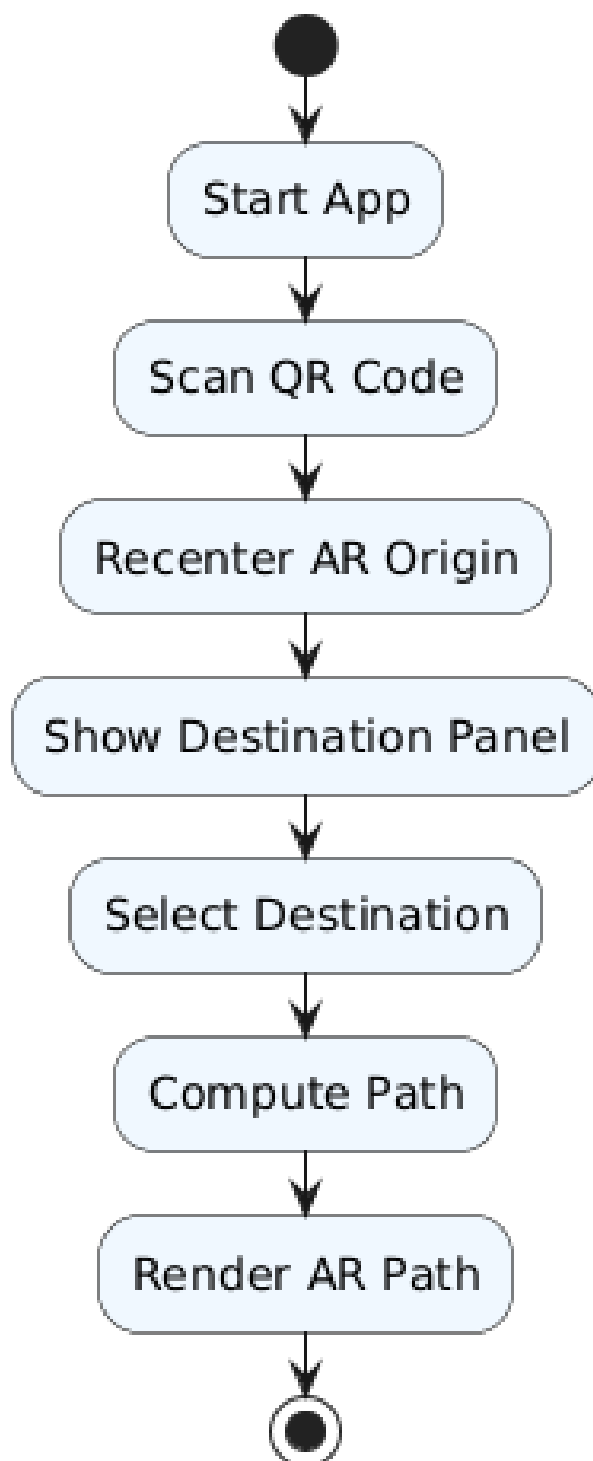 Start App
Scan QR Code
Recenter AR Origin
Show Destination Panel
Select Destination
Compute Path
Render AR Path